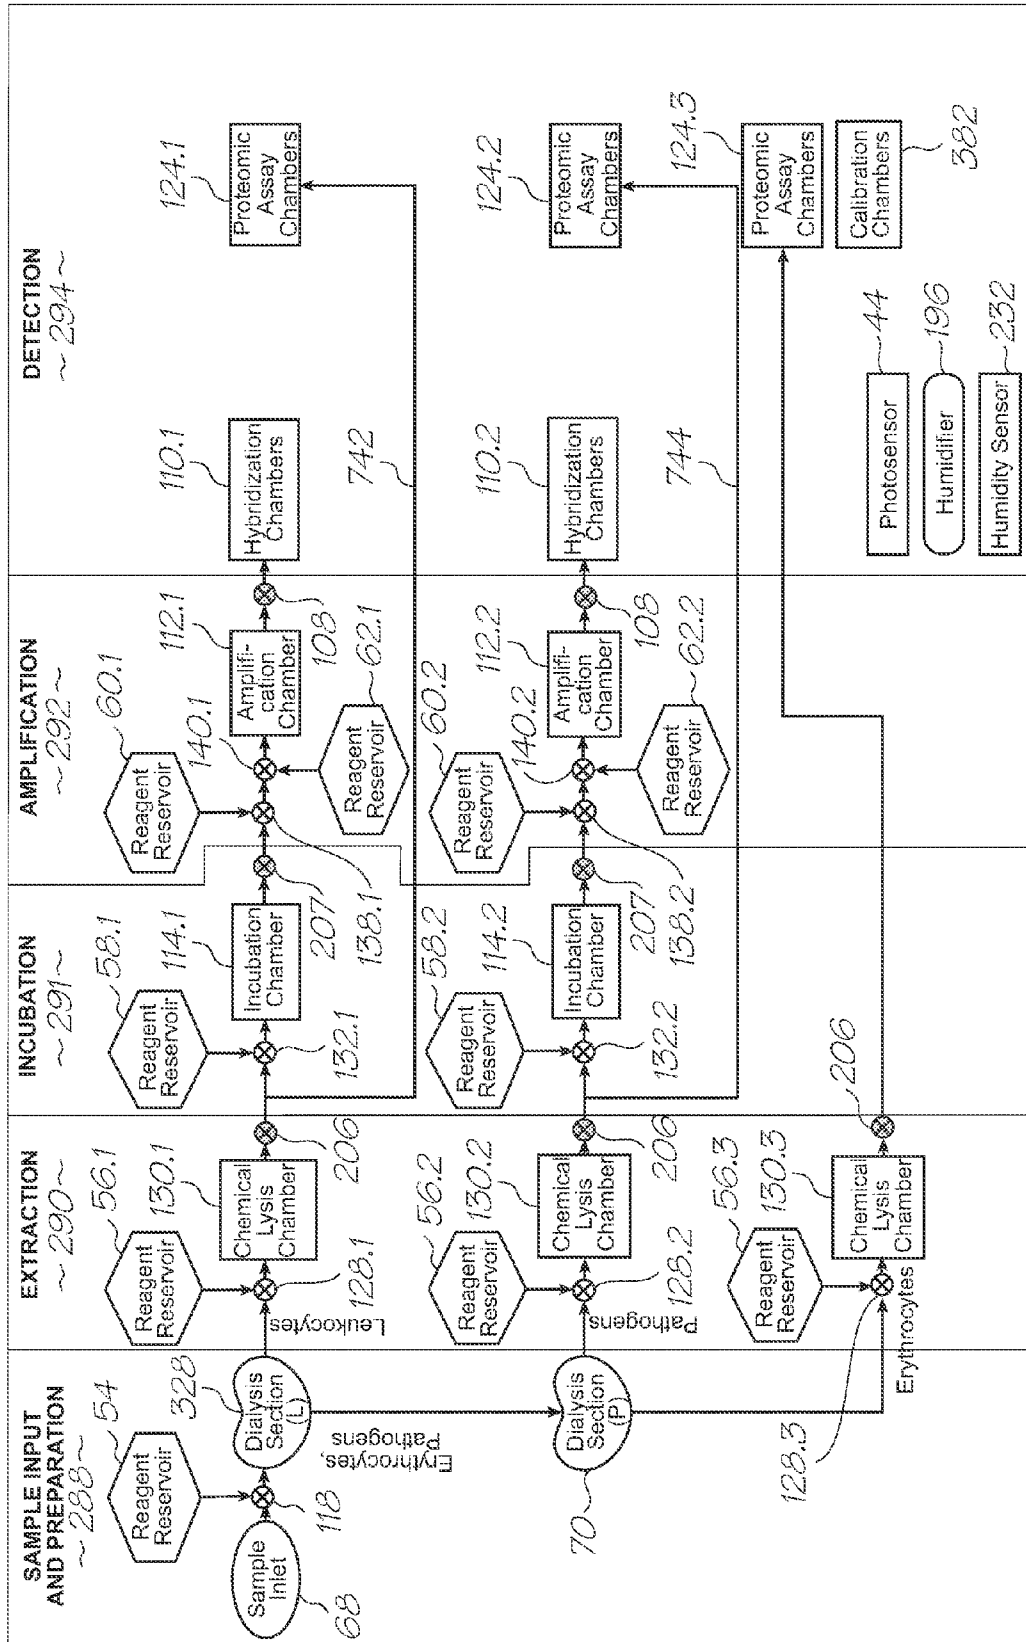 SAMPLE INPUT
AND PREPARATION
~288~
EXTRACTION
~290~
INCUBATION
~291~
AMPLIFICATION
~292~
DETECTION
~294~
Reagent
Reservoir
54
Sample
Inlet
68
118
Dialysis
Section
(L)
328
Erythrocytes,
Pathogens
Leukocytes
Reagent
Reservoir
56.1
128.1
Chemical
Lysis
Chamber
130.1
206
Reagent
Reservoir
58.1
132.1
Incubation
Chamber
114.1
207
Reagent
Reservoir
60.1
138.1
140.1
Reagent
Reservoir
62.1
Amplifi-
cation
Chamber
112.1
108
Hybridization
Chambers
110.1
742
Proteomic
Assay
Chambers
124.1
Dialysis
Section
(P)
70
Pathogens
Reagent
Reservoir
56.2
128.2
Chemical
Lysis
Chamber
130.2
206
Reagent
Reservoir
58.2
132.2
Incubation
Chamber
114.2
207
Reagent
Reservoir
60.2
138.2
140.2
Reagent
Reservoir
62.2
Amplifi-
cation
Chamber
112.2
108
Hybridization
Chambers
110.2
744
Proteomic
Assay
Chambers
124.2
Erythrocytes
128.3
Reagent
Reservoir
56.3
Chemical
Lysis
Chamber
130.3
206
Proteomic
Assay
Chambers
124.3
Calibration
Chambers
382
Photosensor
44
Humidifier
196
Humidity Sensor
232